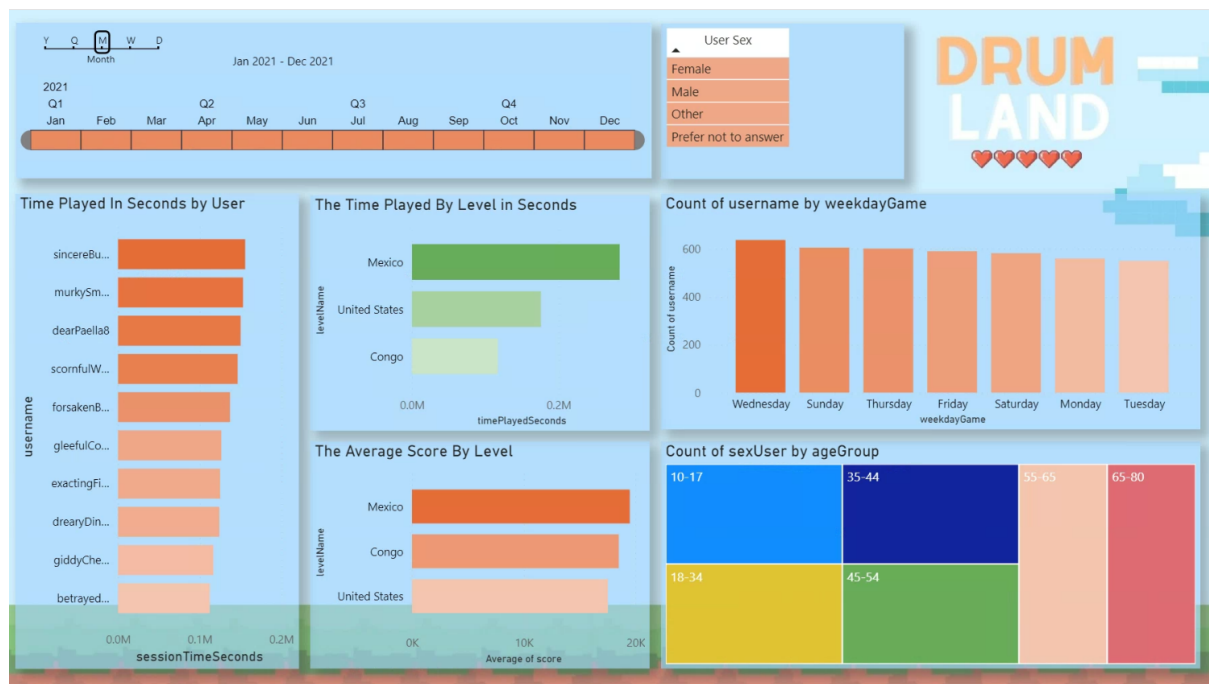 Y Q M W D
Month
Jan 2021 - Dec 2021
2021
Q1 Q2 Q3 Q4
Jan Feb Mar Apr May Jun Jul Aug Sep Oct Nov Dec
User Sex
Female
Male
Other
Prefer not to answer
DRUM
LAND
Time Played In Seconds by User
username
sincereBu...
murkySm...
dearPaella8
scornfulW...
forsakenB...
gleefulCo...
exactingFi...
drearyDin...
giddyChe...
betrayed...
0.0M 0.1M 0.2M
sessionTimeSeconds
The Time Played By Level in Seconds
levelName
Mexico
United States
Congo
0.0M 0.2M
timePlayedSeconds
The Average Score By Level
levelName
Mexico
Congo
United States
0K 10K 20K
Average of score
Count of username by weekdayGame
Count of username
600
400
200
0
Wednesday Sunday Thursday Friday Saturday Monday Tuesday
weekdayGame
Count of sexUser by ageGroup
10-17 35-44 55-65 65-80
18-34 45-54